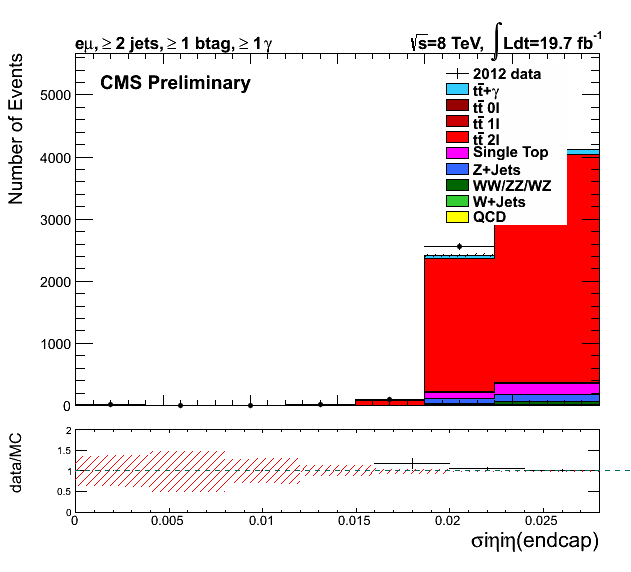 eμ, ≥ 2 jets, ≥ 1 btag, ≥ 1 γ
√s=8 TeV, ∫ Ldt=19.7 fb⁻¹
CMS Preliminary
Number of Events
5000
4000
3000
2000
1000
0
2012 data
tt̄+γ
tt̄ 0l
tt̄ 1l
tt̄ 2l
Single Top
Z+Jets
WW/ZZ/WZ
W+Jets
QCD
data/MC
2
1.5
1
0.5
0
0 0.005 0.01 0.015 0.02 0.025
σiηiη(endcap)